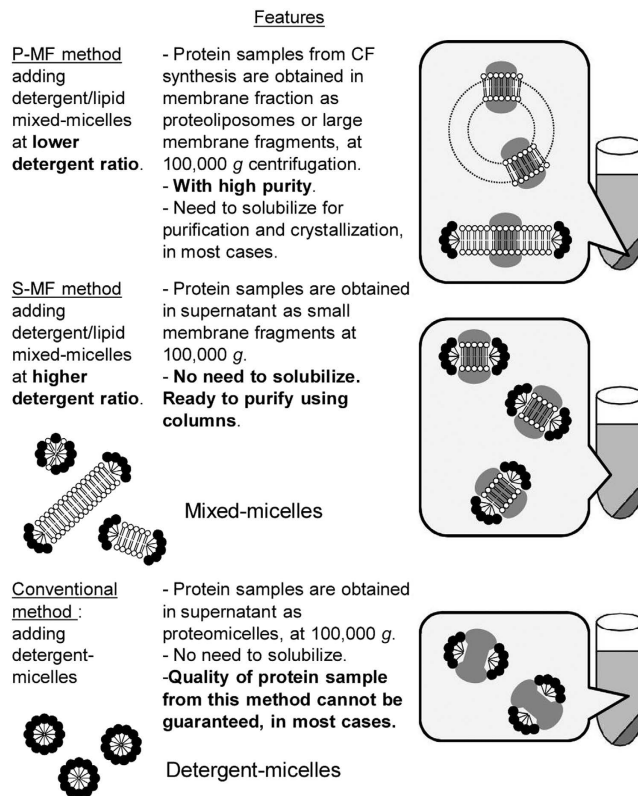 Features
P-MF method
adding
detergent/lipid
mixed-micelles
at lower
detergent ratio.
- Protein samples from CF
synthesis are obtained in
membrane fraction as
proteoliposomes or large
membrane fragments, at
100,000 g centrifugation.
- With high purity.
- Need to solubilize for
purification and crystallization,
in most cases.
S-MF method
adding
detergent/lipid
mixed-micelles
at higher
detergent ratio.
- Protein samples are obtained
in supernatant as small
membrane fragments at
100,000 g.
- No need to solubilize.
Ready to purify using
columns.
Mixed-micelles
Conventional
method :
adding
detergent-
micelles
- Protein samples are obtained
in supernatant as
proteomicelles, at 100,000 g.
- No need to solubilize.
-Quality of protein sample
from this method cannot be
guaranteed, in most cases.
Detergent-micelles